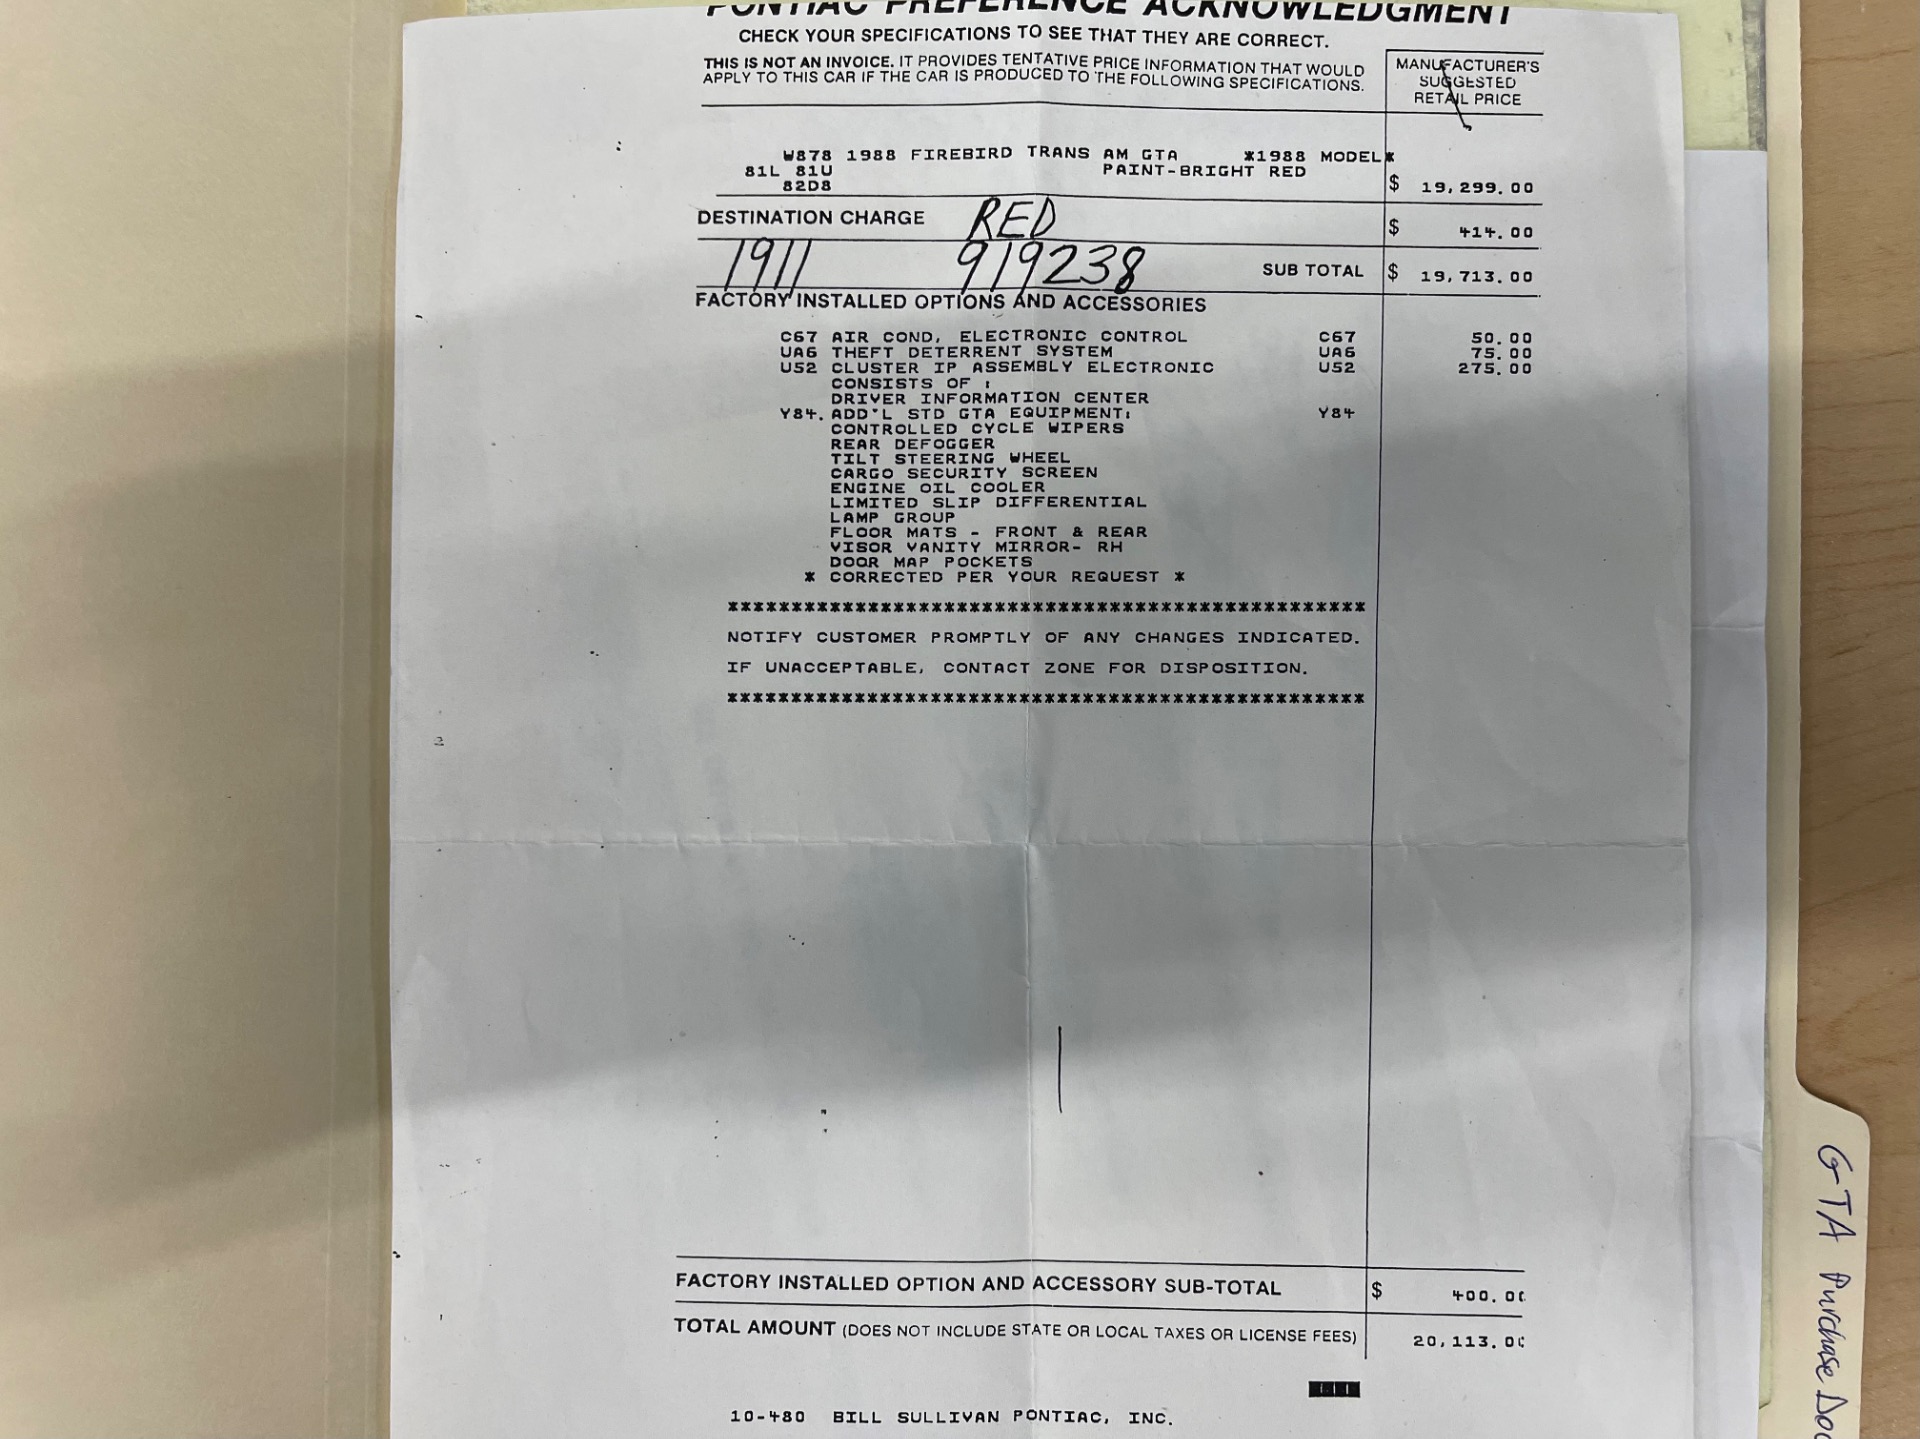 PONTIAC PREFERENCE ACKNOWLEDGMENT
CHECK YOUR SPECIFICATIONS TO SEE THAT THEY ARE CORRECT.
THIS IS NOT AN INVOICE. IT PROVIDES TENTATIVE PRICE INFORMATION THAT WOULD
APPLY TO THIS CAR IF THE CAR IS PRODUCED TO THE FOLLOWING SPECIFICATIONS.
MANUFACTURER'S
SUGGESTED
RETAIL PRICE
W878 1988 FIREBIRD TRANS AM GTA *1988 MODEL*
81L 81U PAINT-BRIGHT RED
82D8 $ 19,299.00
DESTINATION CHARGE RED $ 414.00
1911 919238 SUB TOTAL $ 19,713.00
FACTORY INSTALLED OPTIONS AND ACCESSORIES
C67 AIR COND, ELECTRONIC CONTROL C67 50.00
UA6 THEFT DETERRENT SYSTEM UA6 75.00
U52 CLUSTER IP ASSEMBLY ELECTRONIC U52 275.00
CONSISTS OF :
DRIVER INFORMATION CENTER
Y84. ADD'L STD GTA EQUIPMENT: Y84
CONTROLLED CYCLE WIPERS
REAR DEFOGGER
TILT STEERING WHEEL
CARGO SECURITY SCREEN
ENGINE OIL COOLER
LIMITED SLIP DIFFERENTIAL
LAMP GROUP
FLOOR MATS - FRONT & REAR
VISOR VANITY MIRROR- RH
DOOR MAP POCKETS
* CORRECTED PER YOUR REQUEST *
**************************************************
NOTIFY CUSTOMER PROMPTLY OF ANY CHANGES INDICATED.
IF UNACCEPTABLE, CONTACT ZONE FOR DISPOSITION.
**************************************************
FACTORY INSTALLED OPTION AND ACCESSORY SUB-TOTAL $ 400.00
TOTAL AMOUNT (DOES NOT INCLUDE STATE OR LOCAL TAXES OR LICENSE FEES) 20,113.00
10-480 BILL SULLIVAN PONTIAC, INC.
GTA Purchase Doc